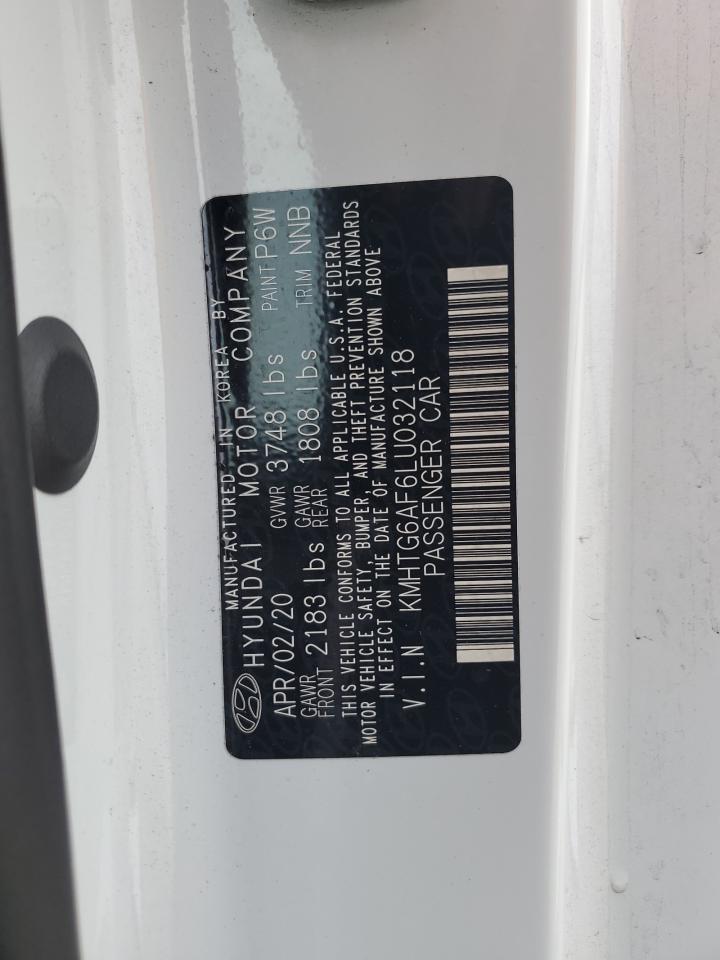 MANUFACTURED IN KOREA BY
HYUNDAI MOTOR COMPANY
APR/02/20 GVWR 3748 lbs PAINT P6W
GAWR FRONT 2183 lbs GAWR REAR 1808 lbs TRIM NNB
THIS VEHICLE CONFORMS TO ALL APPLICABLE U.S.A. FEDERAL
MOTOR VEHICLE SAFETY, BUMPER, AND THEFT PREVENTION STANDARDS
IN EFFECT ON THE DATE OF MANUFACTURE SHOWN ABOVE
V.I.N KMHTG6AF6LU032118
PASSENGER CAR